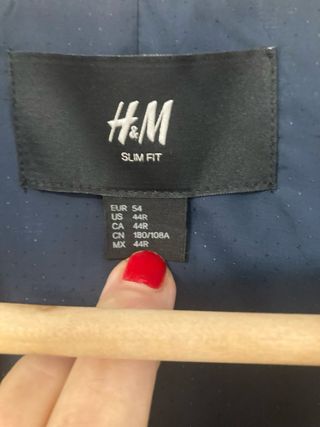 H&M
SLIM FIT
EUR 54
US 44R
CA 44R
CN 180/108A
MX 44R